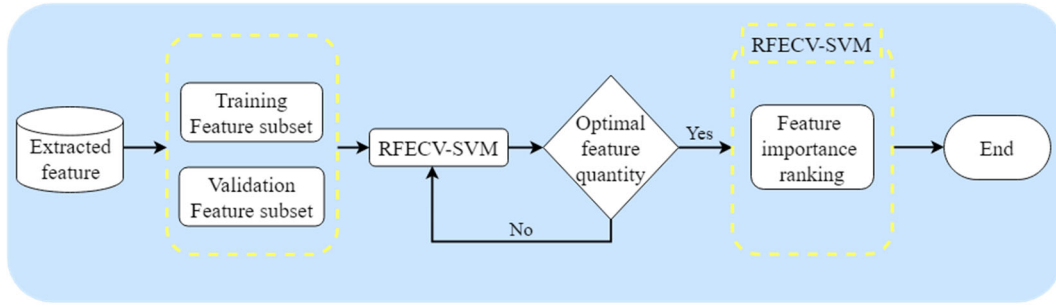 Extracted
feature
Training
Feature subset
Validation
Feature subset
RFECV-SVM
Optimal
feature
quantity
Yes
No
RFECV-SVM
Feature
importance
ranking
End